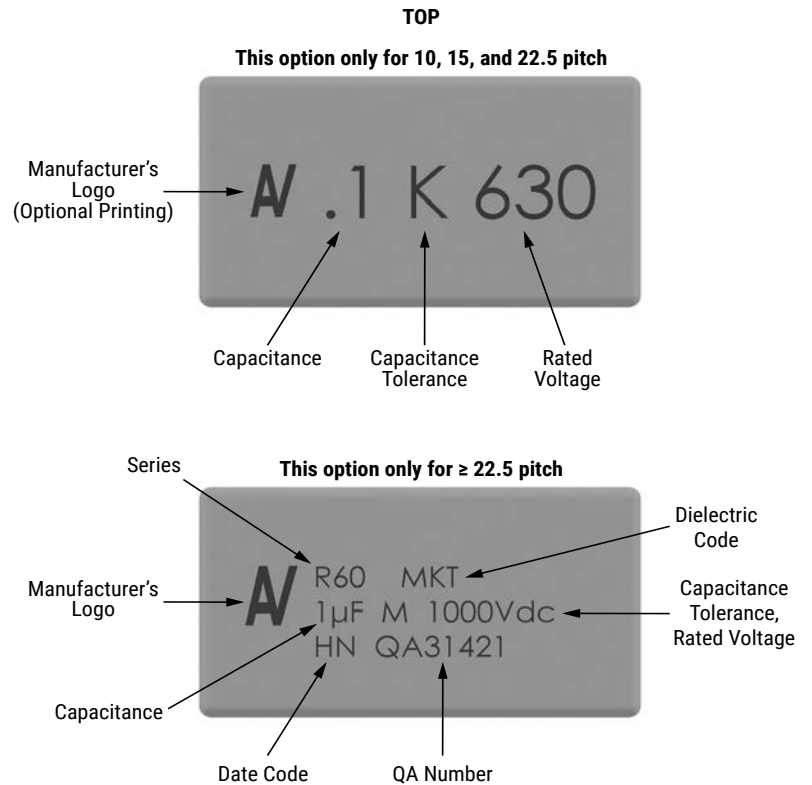 TOP
This option only for 10, 15, and 22.5 pitch
Manufacturer's
Logo
(Optional Printing)
.1 K 630
Capacitance
Capacitance
Tolerance
Rated
Voltage
Series
This option only for ≥ 22.5 pitch
Dielectric
Code
Manufacturer's
Logo
R60 MKT
1µF M 1000Vdc
HN QA31421
Capacitance
Tolerance,
Rated Voltage
Capacitance
Date Code
QA Number